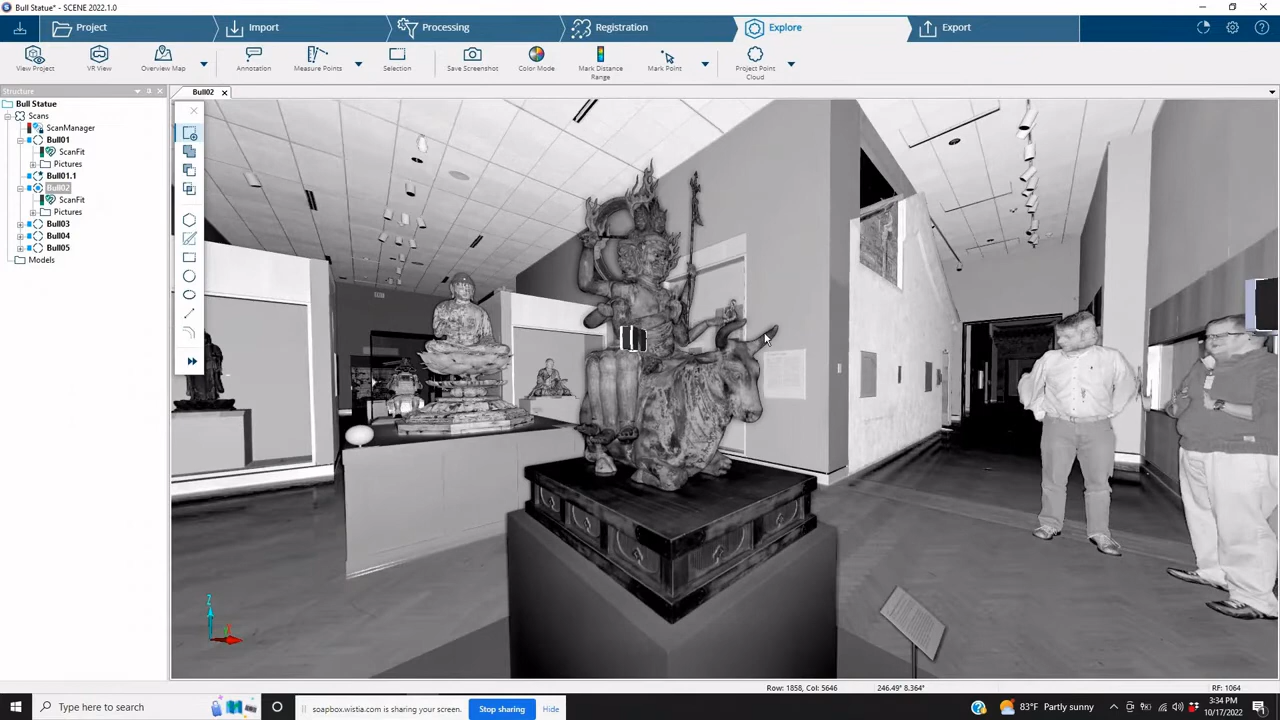 Bull Statue* - SCENE 2022.1.0
Project
Import
Processing
Registration
Explore
Export
View Project
VR View
Overview Map
Annotation
Measure Points
Selection
Save Screenshot
Color Mode
Mark Distance Range
Mark Point
Project Point Cloud
Structure
Bull02
Bull Statue
Scans
ScanManager
Bull01
ScanFit
Pictures
Bull01.1
Bull02
ScanFit
Pictures
Bull03
Bull04
Bull05
Models
Z
Row: 1858, Col: 5646
246.49° 8.364°
RF: 1064
Type here to search
soapbox.wistia.com is sharing your screen.
Stop sharing
Hide
83°F Partly sunny
3:34 PM
10/17/2022